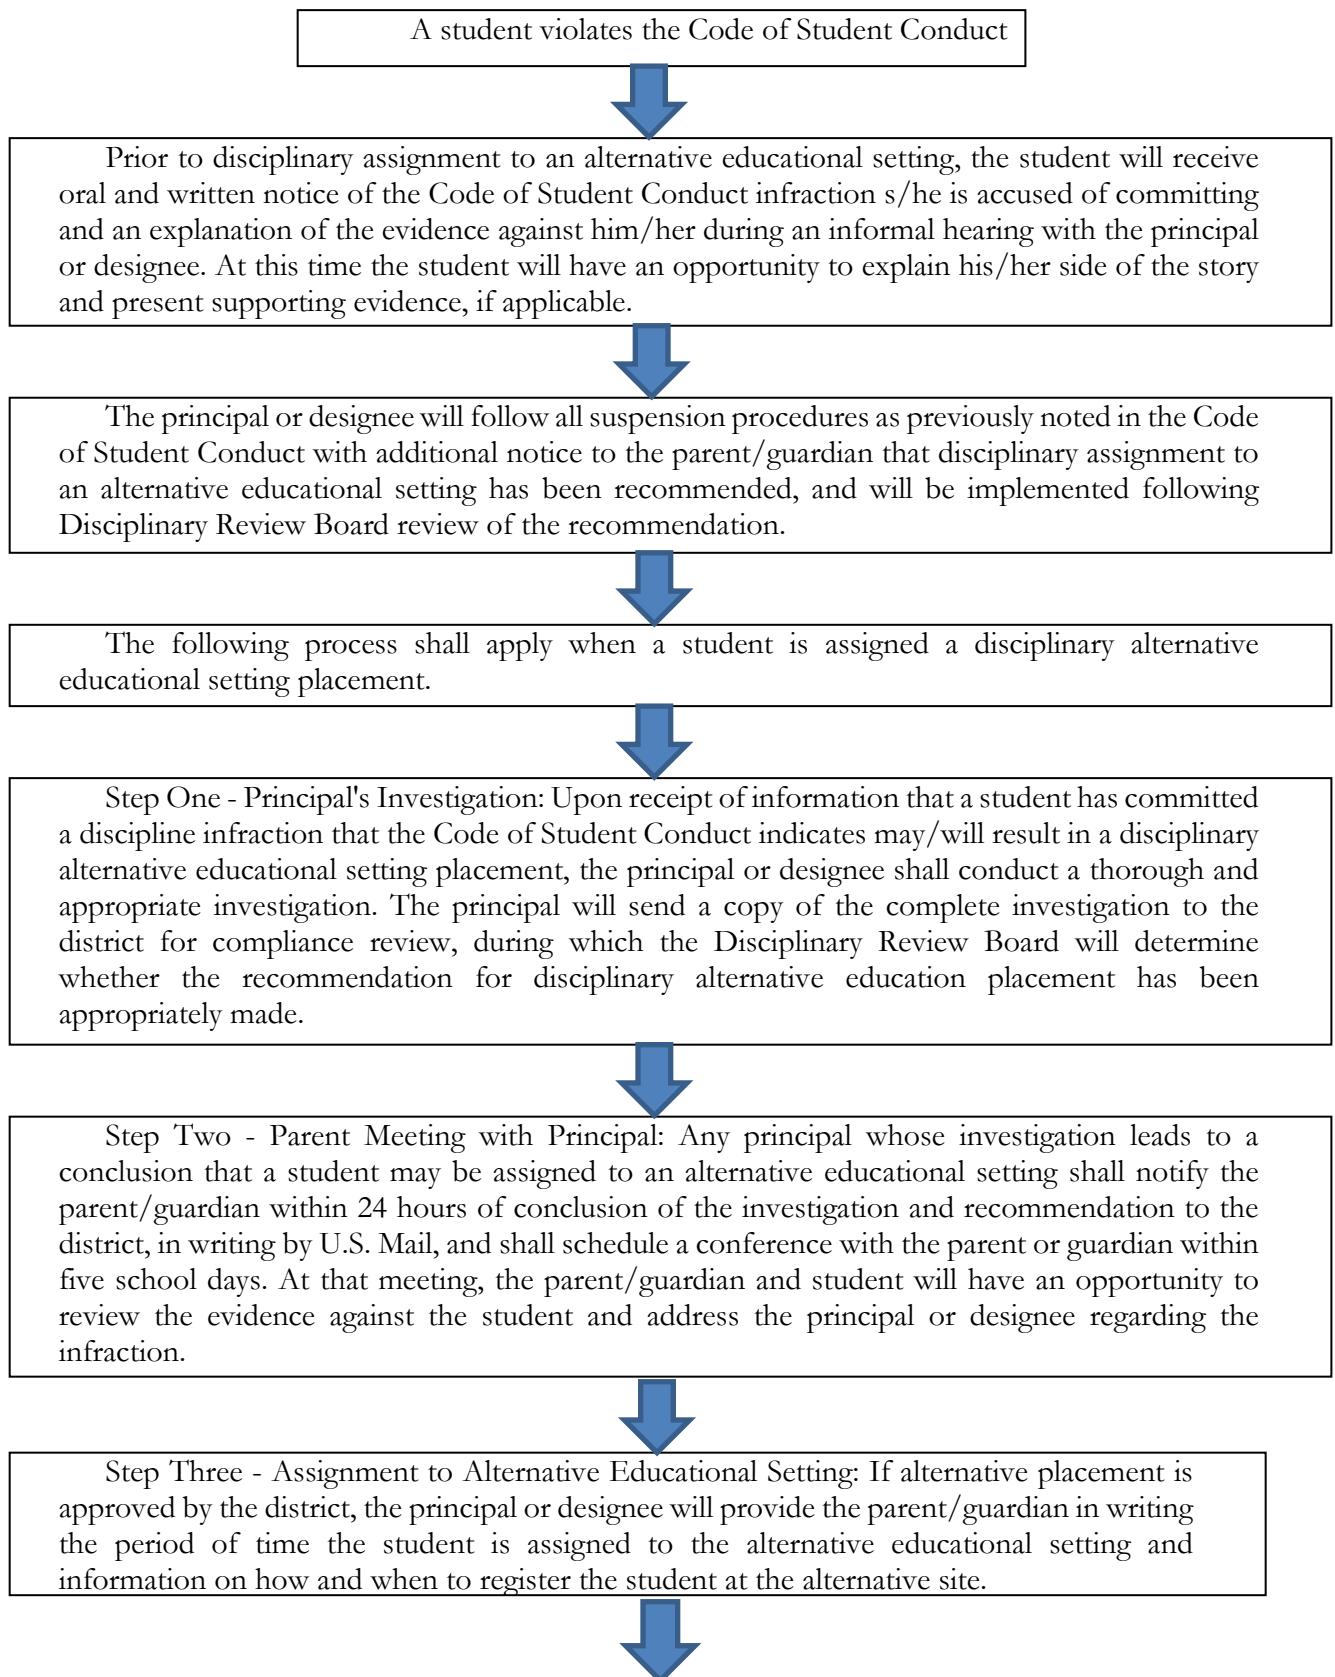 A student violates the Code of Student Conduct
Prior to disciplinary assignment to an alternative educational setting, the student will receive
oral and written notice of the Code of Student Conduct infraction s/he is accused of committing
and an explanation of the evidence against him/her during an informal hearing with the principal
or designee. At this time the student will have an opportunity to explain his/her side of the story
and present supporting evidence, if applicable.
The principal or designee will follow all suspension procedures as previously noted in the Code
of Student Conduct with additional notice to the parent/guardian that disciplinary assignment to
an alternative educational setting has been recommended, and will be implemented following
Disciplinary Review Board review of the recommendation.
The following process shall apply when a student is assigned a disciplinary alternative
educational setting placement.
Step One - Principal's Investigation: Upon receipt of information that a student has committed
a discipline infraction that the Code of Student Conduct indicates may/will result in a disciplinary
alternative educational setting placement, the principal or designee shall conduct a thorough and
appropriate investigation. The principal will send a copy of the complete investigation to the
district for compliance review, during which the Disciplinary Review Board will determine
whether the recommendation for disciplinary alternative education placement has been
appropriately made.
Step Two - Parent Meeting with Principal: Any principal whose investigation leads to a
conclusion that a student may be assigned to an alternative educational setting shall notify the
parent/guardian within 24 hours of conclusion of the investigation and recommendation to the
district, in writing by U.S. Mail, and shall schedule a conference with the parent or guardian within
five school days. At that meeting, the parent/guardian and student will have an opportunity to
review the evidence against the student and address the principal or designee regarding the
infraction.
Step Three - Assignment to Alternative Educational Setting: If alternative placement is
approved by the district, the principal or designee will provide the parent/guardian in writing
the period of time the student is assigned to the alternative educational setting and
information on how and when to register the student at the alternative site.